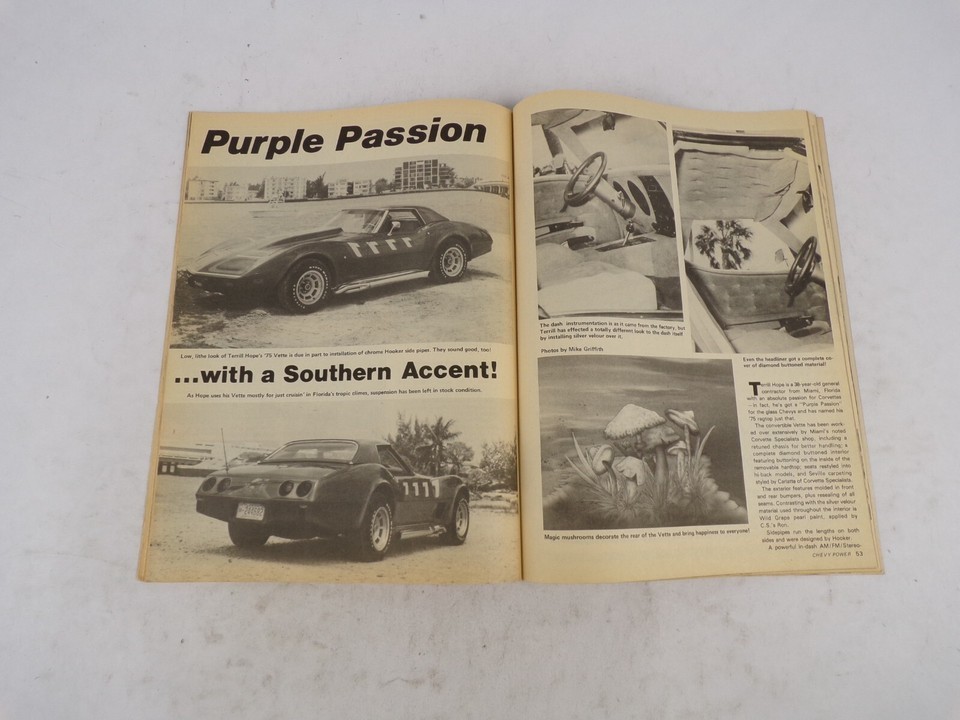 Purple Passion
Low, lithe look of Terrill Hope's '75 Vette is due in part to installation of chrome Hooker side pipes. They sound good, too!
...with a Southern Accent!
As Hope uses his Vette mostly for just cruisin' in Florida's tropic climes, suspension has been left in stock condition.
The dash instrumentation is as it came from the factory, but
Terrill has effected a totally different look to the dash itself
by installing silver velour over it.
Photos by Mike Griffith
Even the headliner got a complete co-
ver of diamond buttoned material!
Magic mushrooms decorate the rear of the Vette and bring happiness to everyone!
Terrill Hope is a 36-year-old general
contractor from Miami, Florida
with an absolute passion for Corvettes
—in fact, he's got a "Purple Passion"
for the glass Chevys and has named his
'75 ragtop just that.
The convertible Vette has been work-
ed over extensively by Miami's noted
Corvette Specialists shop, including a
retuned chassis for better handling; a
complete diamond buttoned interior
featuring buttoning on the inside of the
removable hardtop; seats restyled into
hi-back models, and Seville carpeting
styled by Carlota of Corvette Specialists.
The exterior features molded in front
and rear bumpers, plus resealing of all
seams. Contrasting with the silver velour
material used throughout the interior is
Wild Grape pearl paint, applied by
C.S.'s Ron.
Sidepipes run the lengths on both
sides and were designed by Hooker.
A powerful in-dash AM/FM/Stereo-
CHEVY POWER 53